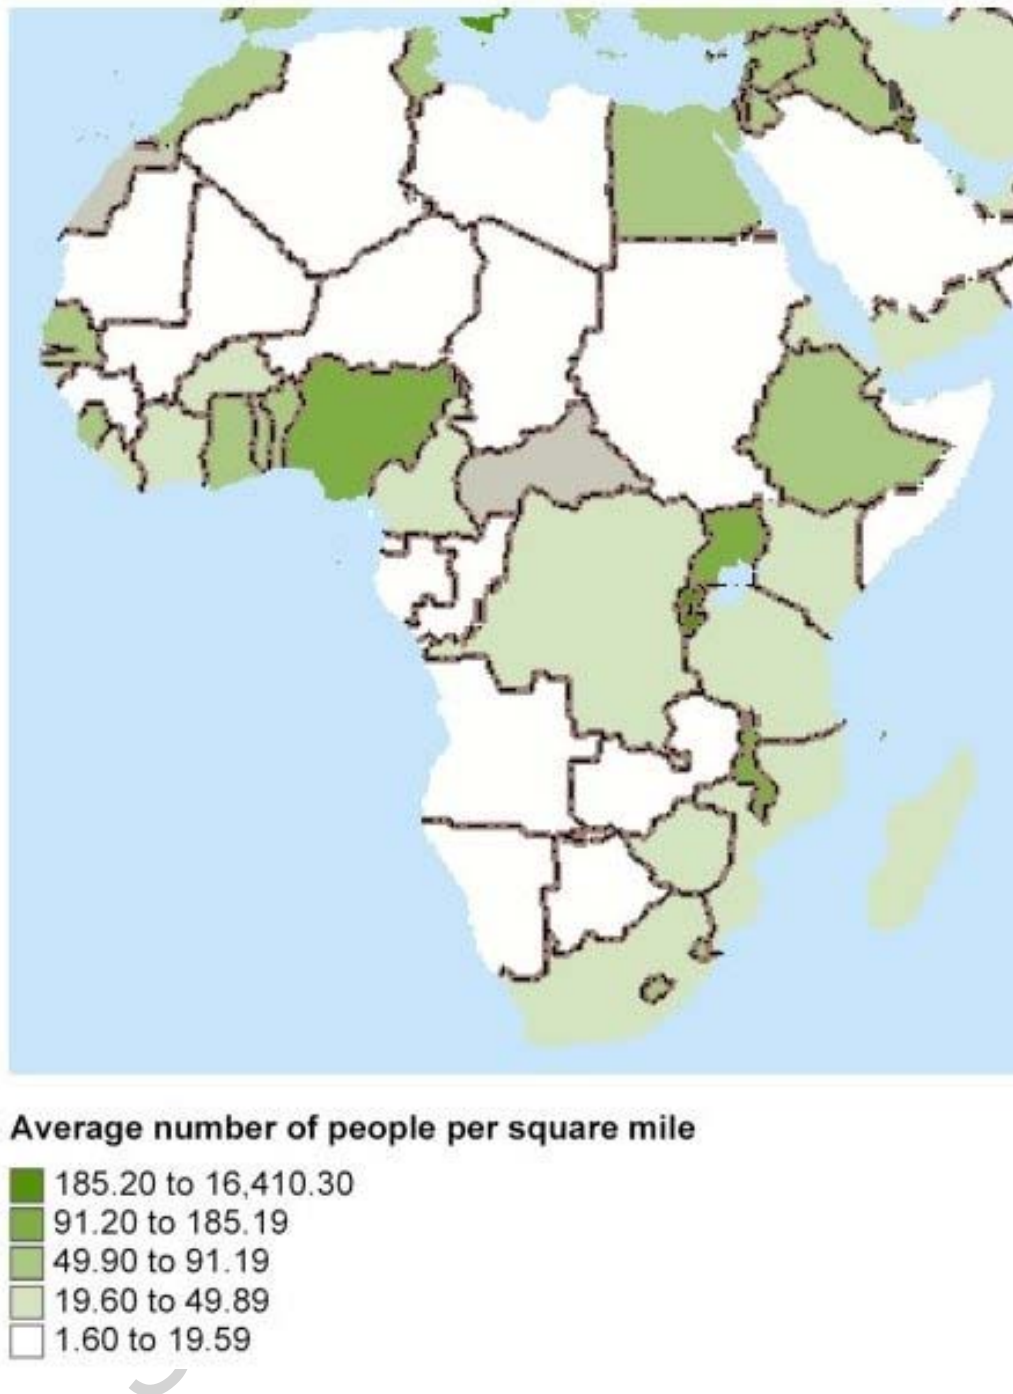 Average number of people per square mile
185.20 to 16,410.30
91.20 to 185.19
49.90 to 91.19
19.60 to 49.89
1.60 to 19.59